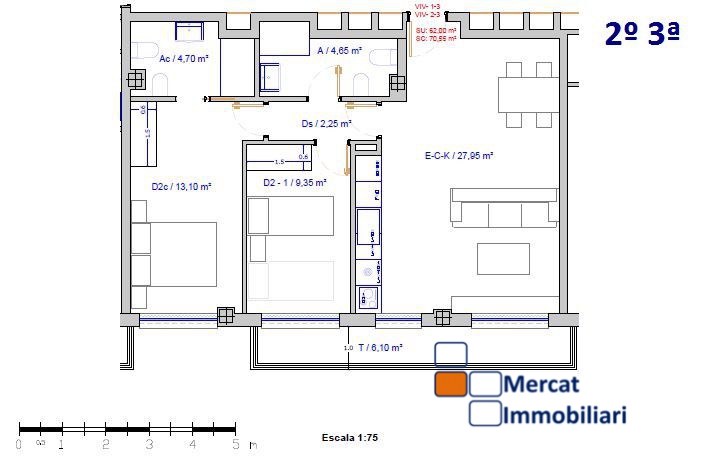 VIV- 1-3
VIV- 2-3
SU: 62,00 m²
SC: 70,55 m²
2º 3ª
Ac / 4,70 m²
A / 4,65 m²
0.6
1.5
Ds / 2,25 m²
E-C-K / 27,95 m²
1.5
0.6
D2c / 13,10 m²
D2 - 1 / 9,35 m²
1.0
T / 6,10 m²
Mercat
Immobiliari
0 0,5 1 2 3 4 5 m
Escala 1:75